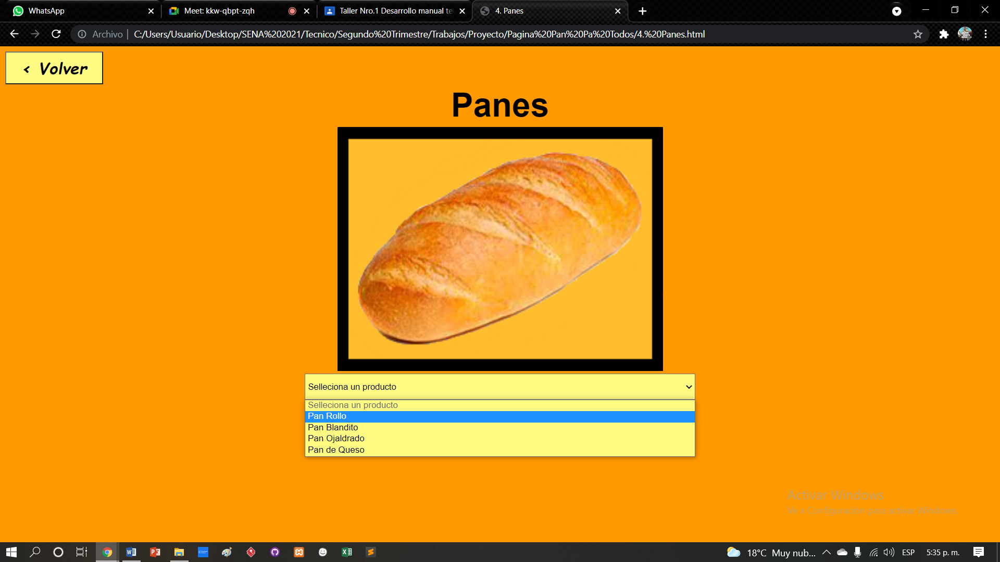 WhatsApp
Meet: kkw-qbpt-zqh
Taller Nro.1 Desarrollo manual te
4. Panes
Archivo
C:/Users/Usuario/Desktop/SENA%202021/Tecnico/Segundo%20Trimestre/Trabajos/Proyecto/Pagina%20Pan%20Pa%20Todos/4.%20Panes.html
< Volver
Panes
Selleciona un producto
Selleciona un producto
Pan Rollo
Pan Blandito
Pan Ojaldrado
Pan de Queso
Activar Windows
Ve a Configuración para activar Windows.
18°C Muy nub...
ESP
5:35 p. m.